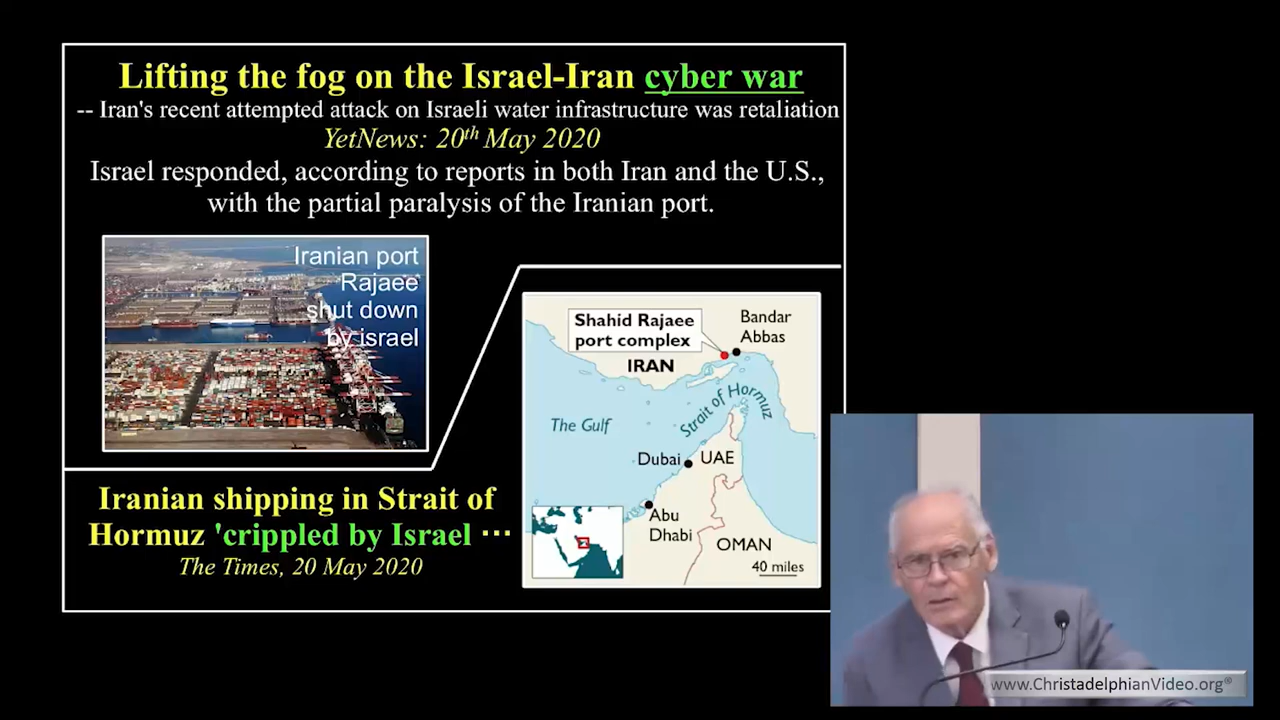 Lifting the fog on the Israel-Iran cyber war
-- Iran's recent attempted attack on Israeli water infrastructure was retaliation
YetNews: 20th May 2020
Israel responded, according to reports in both Iran and the U.S.,
with the partial paralysis of the Iranian port.
Iranian port
Rajaee
shut down
by israel
Shahid Rajaee
port complex
Bandar
Abbas
IRAN
Strait of Hormuz
The Gulf
Dubai
UAE
Abu
Dhabi
OMAN
40 miles
Iranian shipping in Strait of
Hormuz 'crippled by Israel ...
The Times, 20 May 2020
www.ChristadelphianVideo.org®